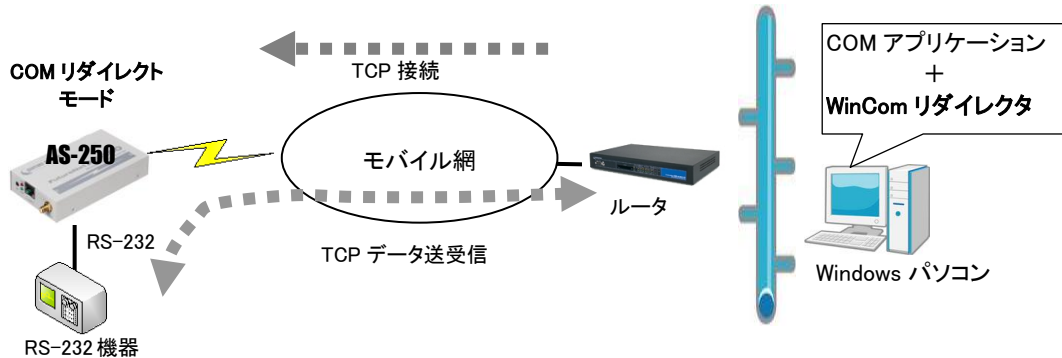 COM リダイレクト
モード
AS-250
RS-232
RS-232 機器
TCP 接続
モバイル網
TCP データ送受信
ルータ
COM アプリケーション
+
WinCom リダイレクタ
Windows パソコン